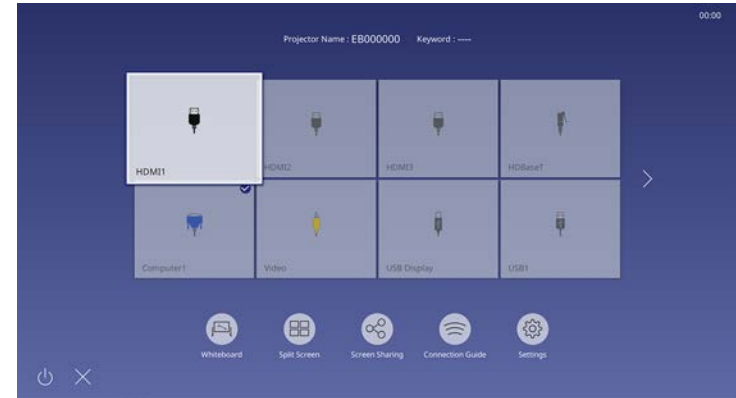 00:00
Projector Name : EB000000 Keyword : ----
HDMI1
HDMI2
HDMI3
HDBaseT
Computer1
Video
USB Display
USB1
Whiteboard
Split Screen
Screen Sharing
Connection Guide
Settings